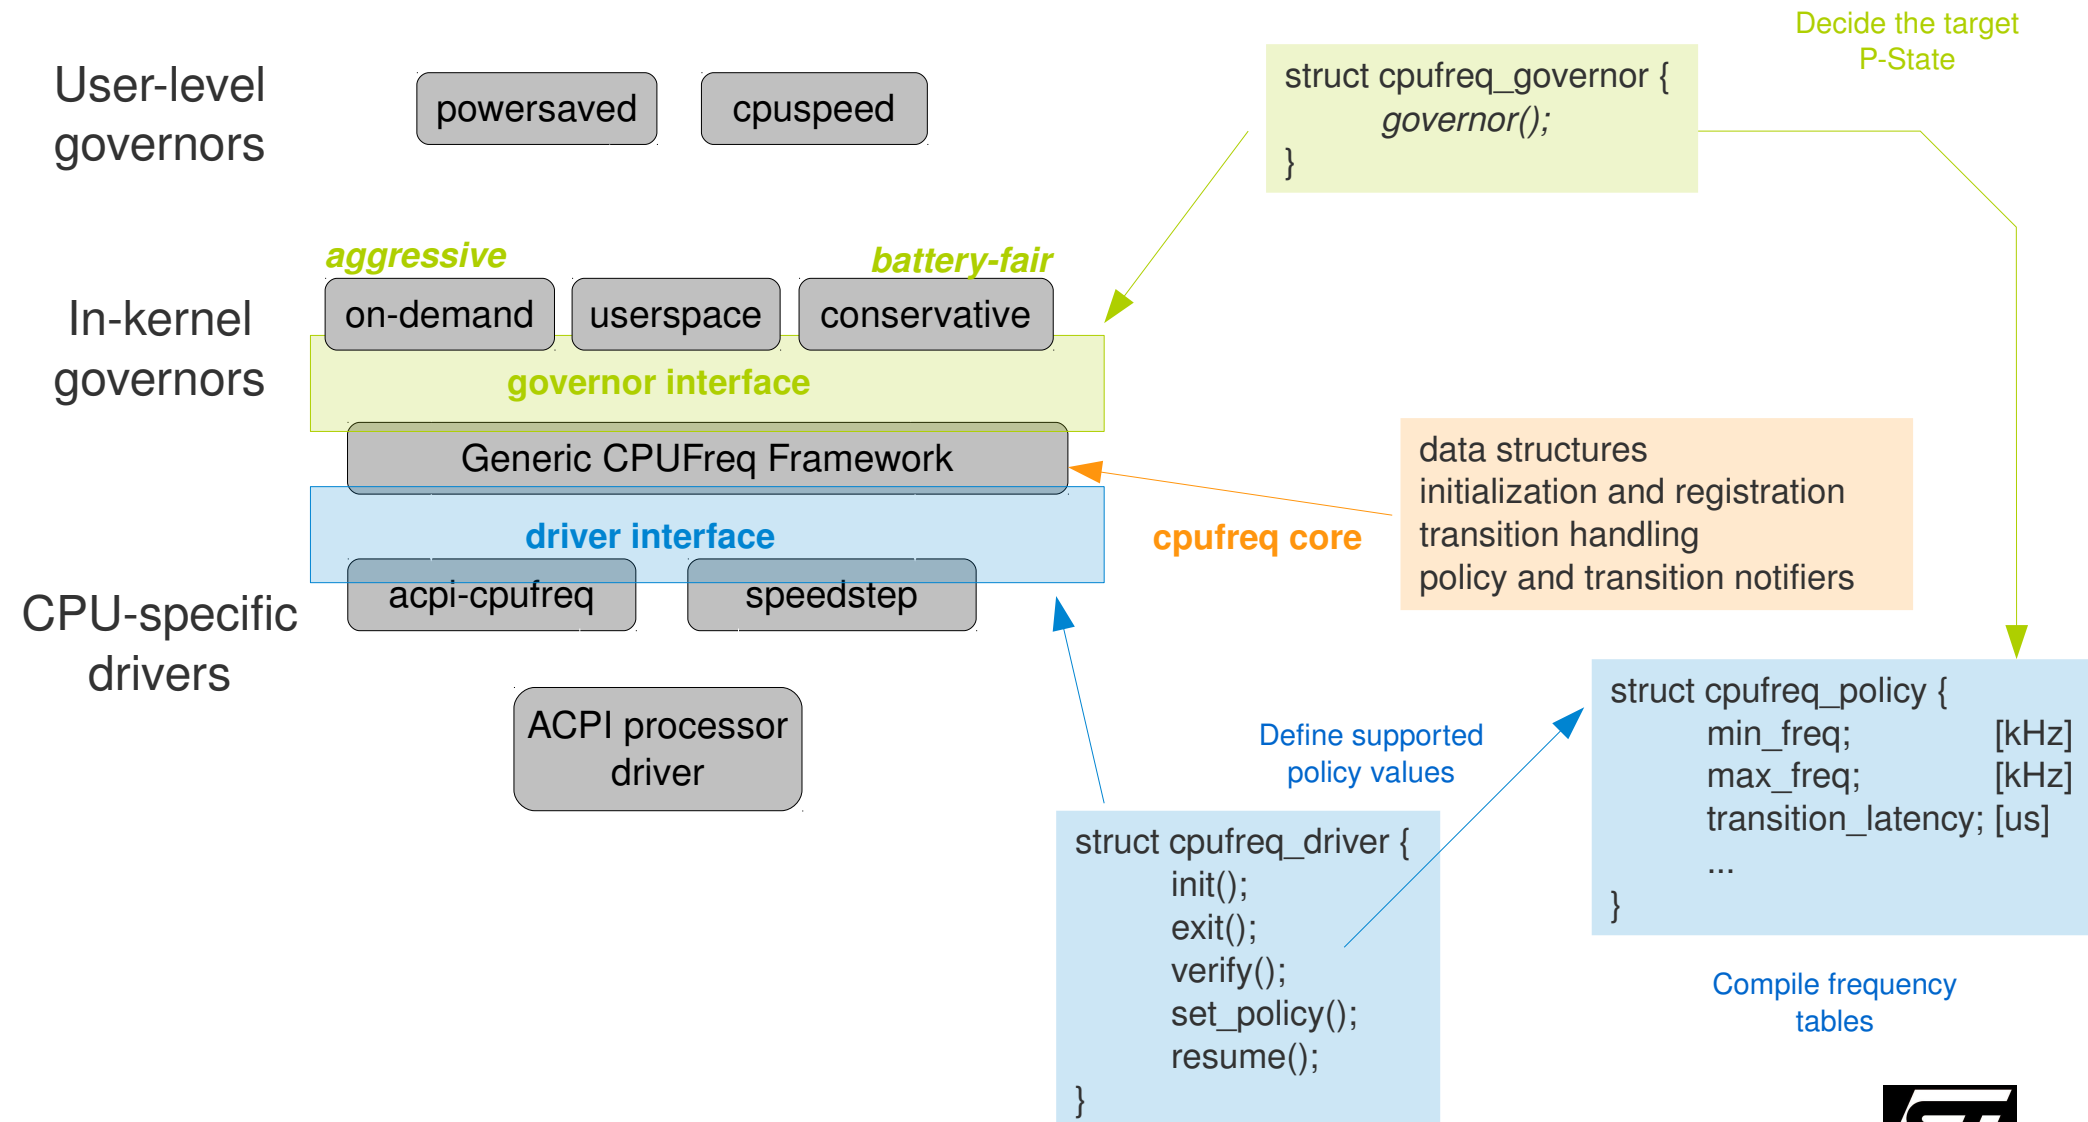 Decide the target
P-State
User-level
governors
powersaved
cpuspeed
struct cpufreq_governor {
governor();
}
aggressive
battery-fair
In-kernel
governors
on-demand
userspace
conservative
governor interface
Generic CPUFreq Framework
driver interface
cpufreq core
data structures
initialization and registration
transition handling
policy and transition notifiers
CPU-specific
drivers
acpi-cpufreq
speedstep
ACPI processor
driver
Define supported
policy values
struct cpufreq_policy {
min_freq; [kHz]
max_freq; [kHz]
transition_latency; [us]
...
}
struct cpufreq_driver {
init();
exit();
verify();
set_policy();
resume();
}
Compile frequency
tables